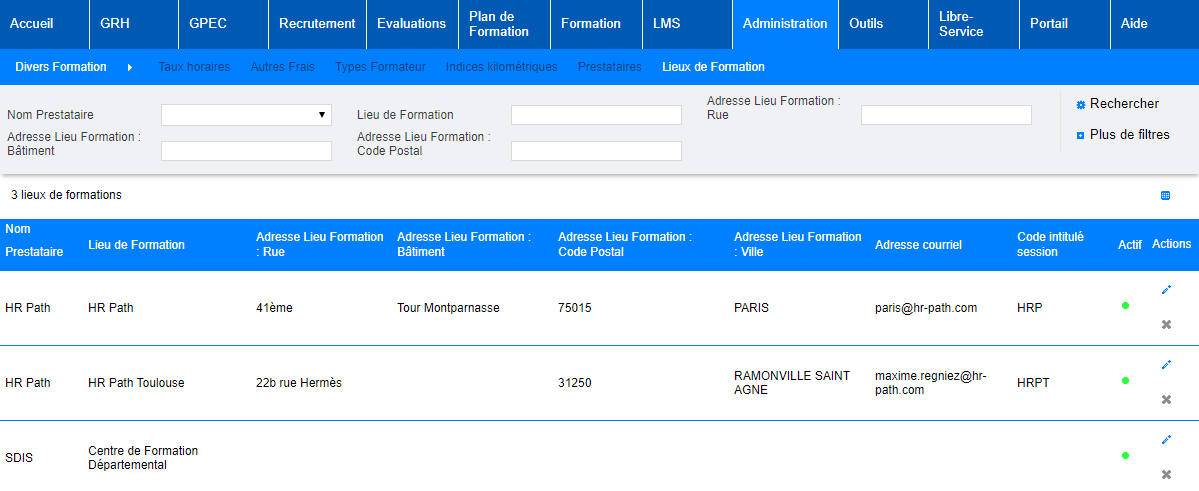 Accueil GRH GPEC Recrutement Evaluations Plan de Formation Formation LMS Administration Outils Libre-Service Portail Aide
Divers Formation Taux horaires Autres Frais Types Formateur Indices kilométriques Prestataires Lieux de Formation
Nom Prestataire
Lieu de Formation
Adresse Lieu Formation :
Rue
Adresse Lieu Formation :
Bâtiment
Adresse Lieu Formation :
Code Postal
Rechercher
Plus de filtres
3 lieux de formations
Nom
Prestataire
Lieu de Formation
Adresse Lieu Formation
: Rue
Adresse Lieu Formation :
Bâtiment
Adresse Lieu Formation :
Code Postal
Adresse Lieu Formation
: Ville
Adresse courriel
Code intitulé
session
Actif
Actions
HR Path HR Path 41ème Tour Montparnasse 75015 PARIS paris@hr-path.com HRP
HR Path HR Path Toulouse 22b rue Hermès 31250
RAMONVILLE SAINT
AGNE
maxime.regniez@hr-
path.com
HRPT
SDIS
Centre de Formation
Départemental